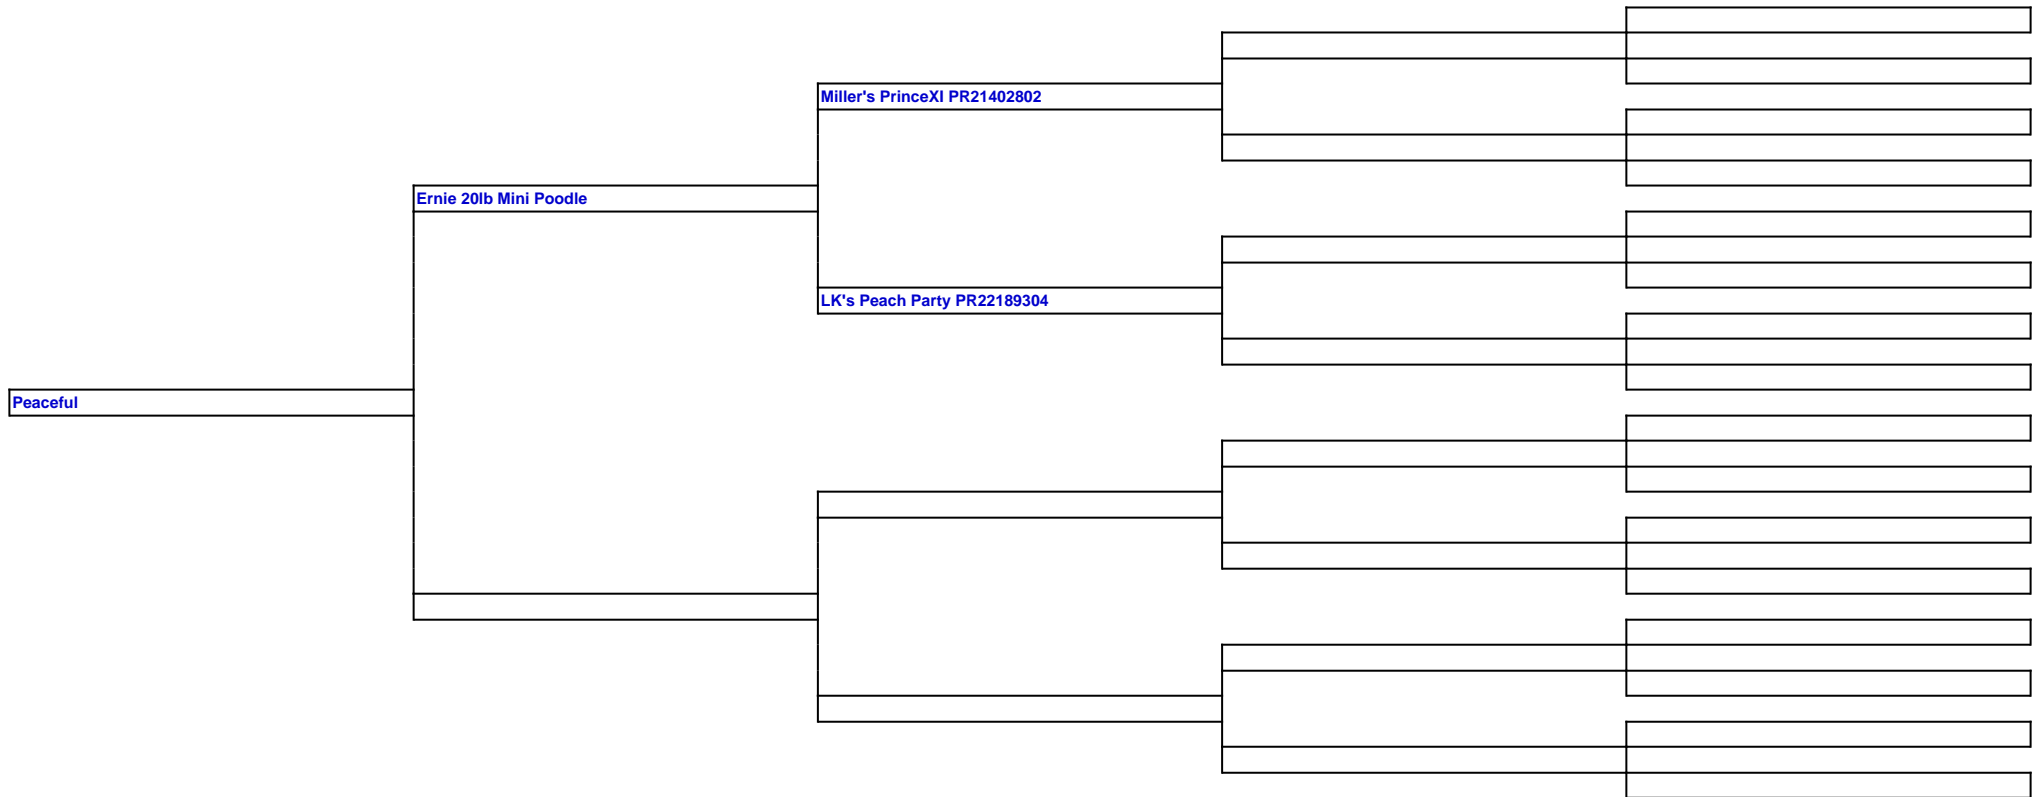 Miller's PrinceXI PR21402802
Ernie 20lb Mini Poodle
LK's Peach Party PR22189304
Peaceful